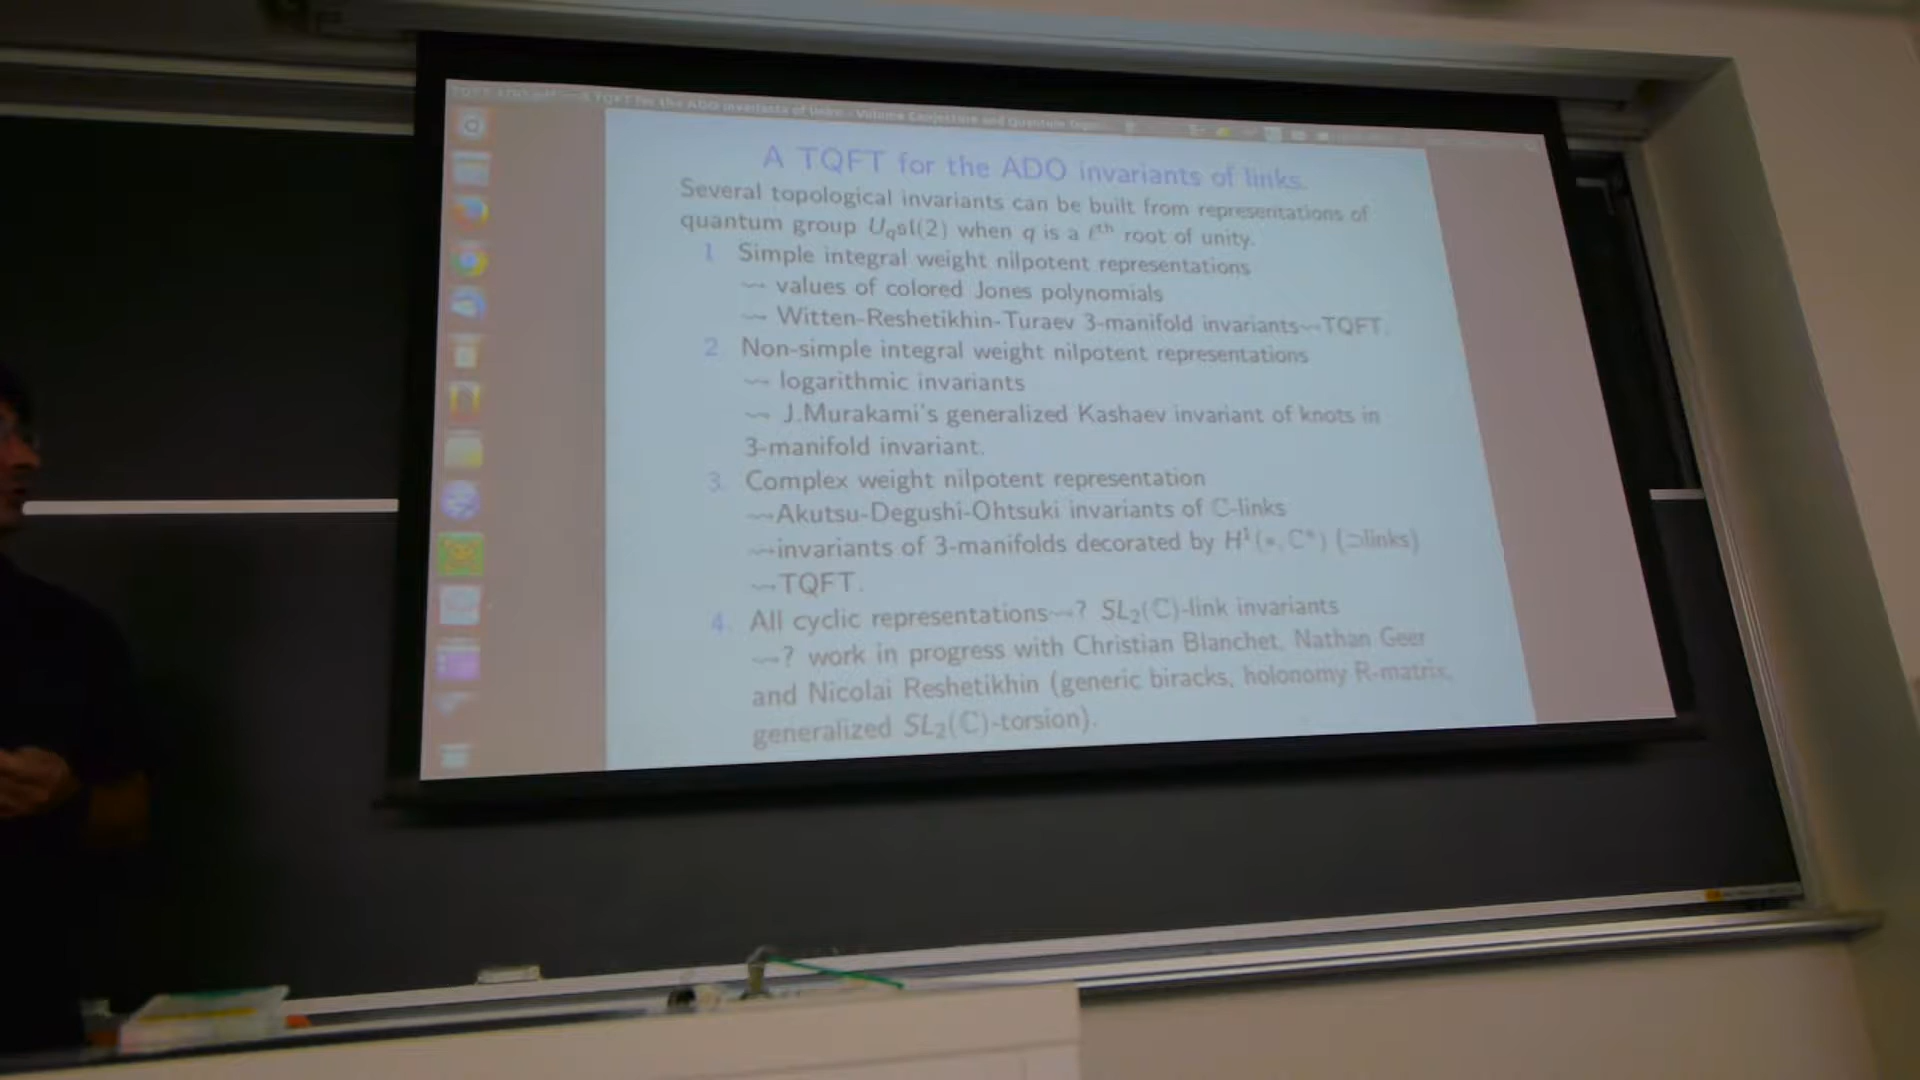 A TQFT for the ADO invariants of links.
Several topological invariants can be built from representations of
quantum group U_qsl(2) when q is a ℓ^th root of unity.
1. Simple integral weight nilpotent representations
⇝ values of colored Jones polynomials
⇝ Witten-Reshetikhin-Turaev 3-manifold invariants⇝TQFT.
2. Non-simple integral weight nilpotent representations
⇝ logarithmic invariants
⇝ J.Murakami's generalized Kashaev invariant of knots in
3-manifold invariant.
3. Complex weight nilpotent representation
⇝Akutsu-Degushi-Ohtsuki invariants of ℂ-links
⇝invariants of 3-manifolds decorated by H^1(*, C*) (⊃links)
⇝TQFT.
4. All cyclic representations⇝? SL_2(ℂ)-link invariants
⇝? work in progress with Christian Blanchet, Nathan Geer
and Nicolai Reshetikhin (generic biracks, holonomy R-matrix,
generalized SL_2(ℂ)-torsion).